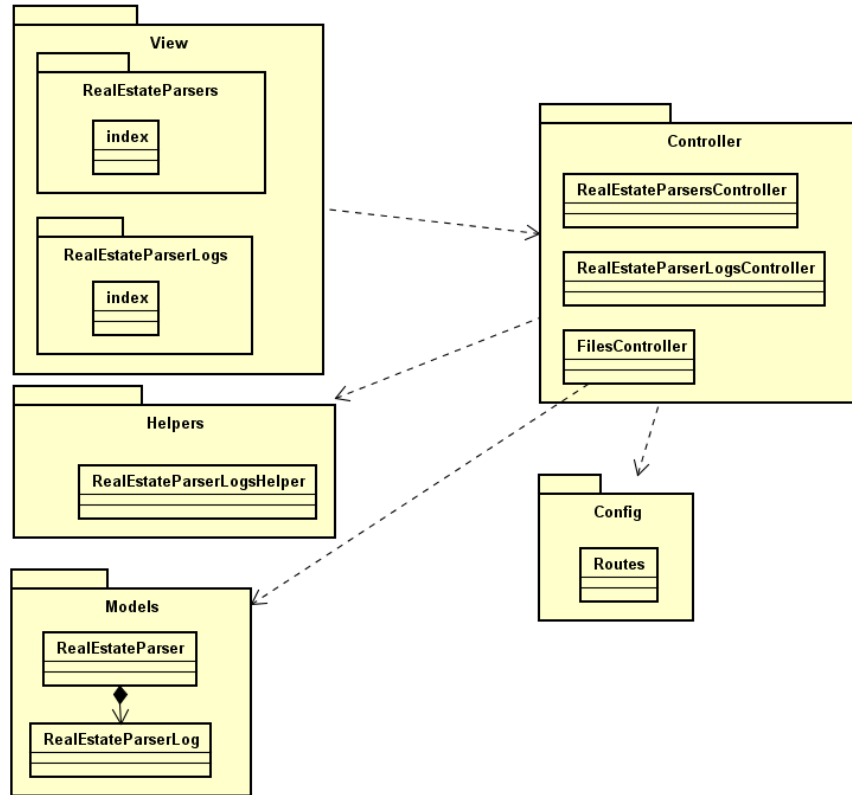 View
RealEstateParsers
index
RealEstateParserLogs
index
Controller
RealEstateParsersController
RealEstateParserLogsController
FilesController
Helpers
RealEstateParserLogsHelper
Config
Routes
Models
RealEstateParser
RealEstateParserLog